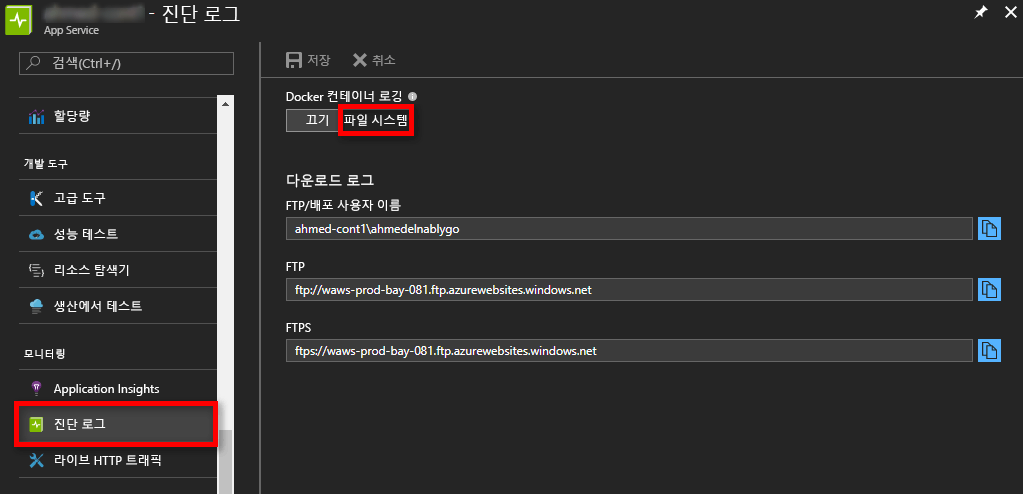 - 진단 로그
App Service
검색(Ctrl+/)
할당량
개발 도구
고급 도구
성능 테스트
리소스 탐색기
생산에서 테스트
모니터링
Application Insights
진단 로그
라이브 HTTP 트래픽
저장 취소
Docker 컨테이너 로깅
끄기 파일 시스템
다운로드 로그
FTP/배포 사용자 이름
ahmed-cont1\ahmedelnablygo
FTP
ftp://waws-prod-bay-081.ftp.azurewebsites.windows.net
FTPS
ftps://waws-prod-bay-081.ftp.azurewebsites.windows.net